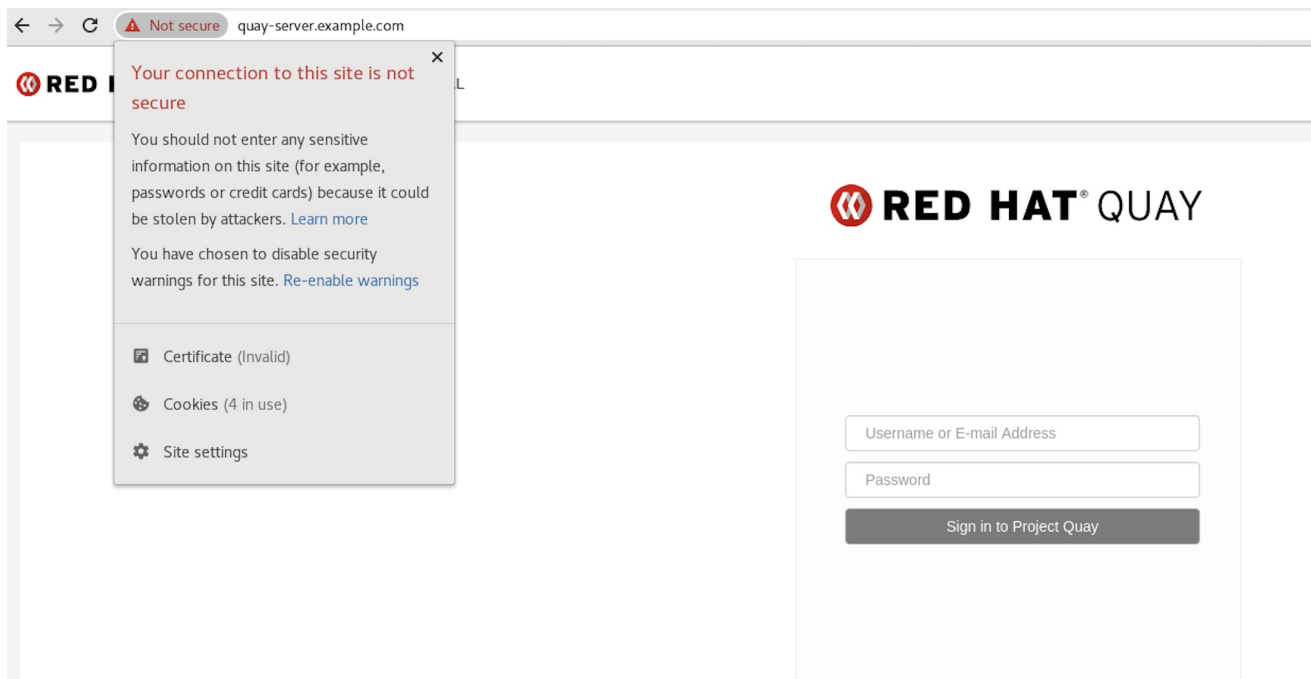 Not secure quay-server.example.com
RED
L
Your connection to this site is not
secure
You should not enter any sensitive
information on this site (for example,
passwords or credit cards) because it could
be stolen by attackers. Learn more
You have chosen to disable security
warnings for this site. Re-enable warnings
Certificate (Invalid)
Cookies (4 in use)
Site settings
RED HAT® QUAY
Username or E-mail Address
Password
Sign in to Project Quay